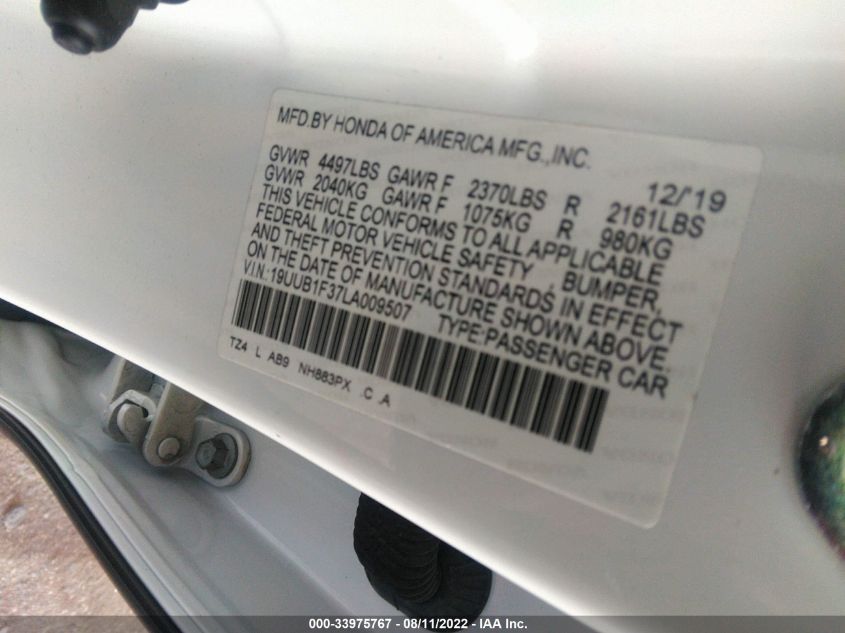 MFD.BY HONDA OF AMERICA MFG.,INC.
12/'19
GVWR 4497LBS GAWR F 2370LBS R 2161LBS
GVWR 2040KG GAWR F 1075KG R 980KG
THIS VEHICLE CONFORMS TO ALL APPLICABLE
FEDERAL MOTOR VEHICLE SAFETY , BUMPER,
AND THEFT PREVENTION STANDARDS IN EFFECT
ON THE DATE OF MANUFACTURE SHOWN ABOVE.
V.I.N.:19UUB1F37LA009507 TYPE:PASSENGER CAR
TZ4 L AB9 NH883PX .C .A
000-33975767 - 08/11/2022 - IAA Inc.